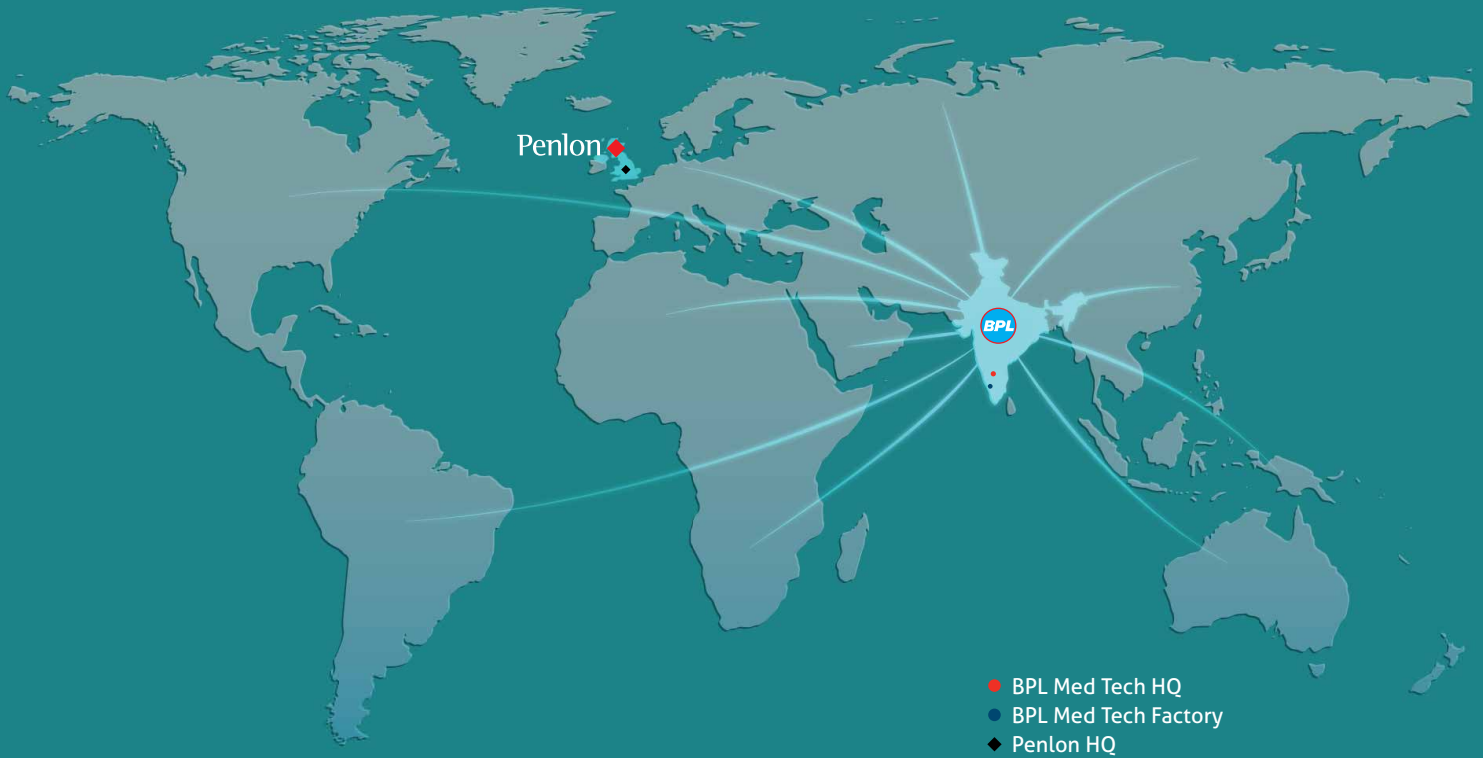 Penlon
BPL
BPL Med Tech HQ
BPL Med Tech Factory
Penlon HQ